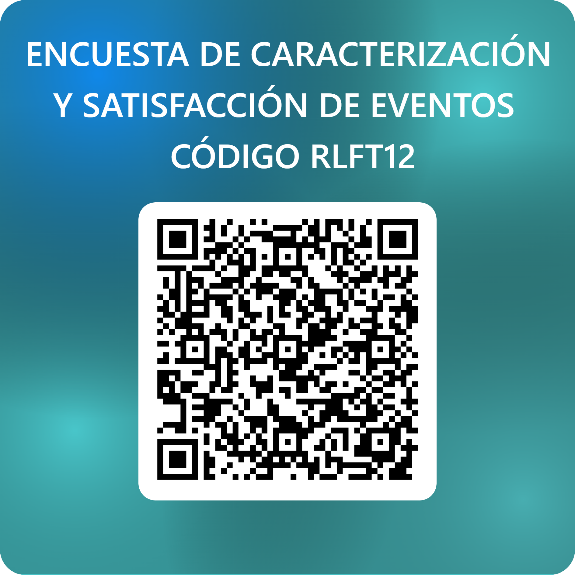 ENCUESTA DE CARACTERIZACIÓN
Y SATISFACCIÓN DE EVENTOS
CÓDIGO RLFT12